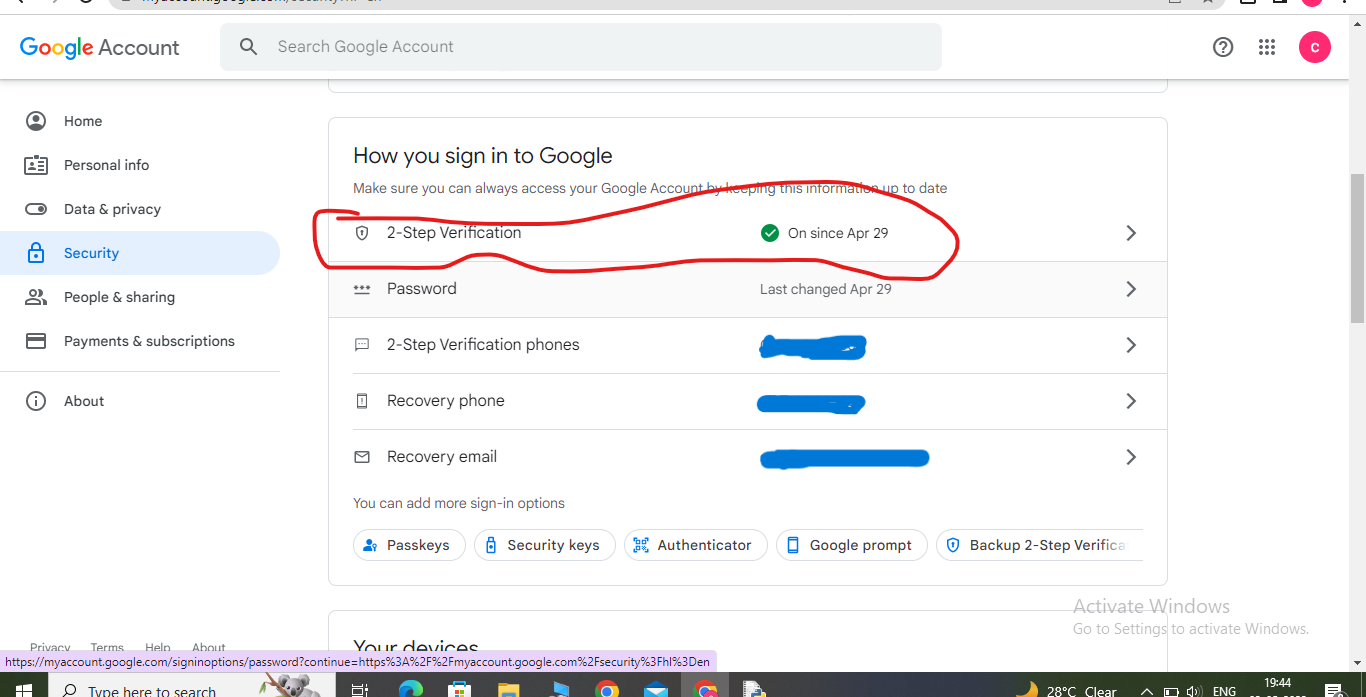 Google Account
Search Google Account
C
Home
Personal info
Data & privacy
Security
People & sharing
Payments & subscriptions
About
How you sign in to Google
Make sure you can always access your Google Account by keeping this information up to date
2-Step Verification
On since Apr 29
Password
Last changed Apr 29
2-Step Verification phones
Recovery phone
Recovery email
You can add more sign-in options
Passkeys
Security keys
Authenticator
Google prompt
Backup 2-Step Verifica
Your devices
Activate Windows
Go to Settings to activate Windows.
Privacy Terms Help About
https://myaccount.google.com/signinoptions/password?continue=https%3A%2F%2Fmyaccount.google.com%2Fsecurity%3Fhl%3Den
Type here to search
28°C Clear
ENG
19:44